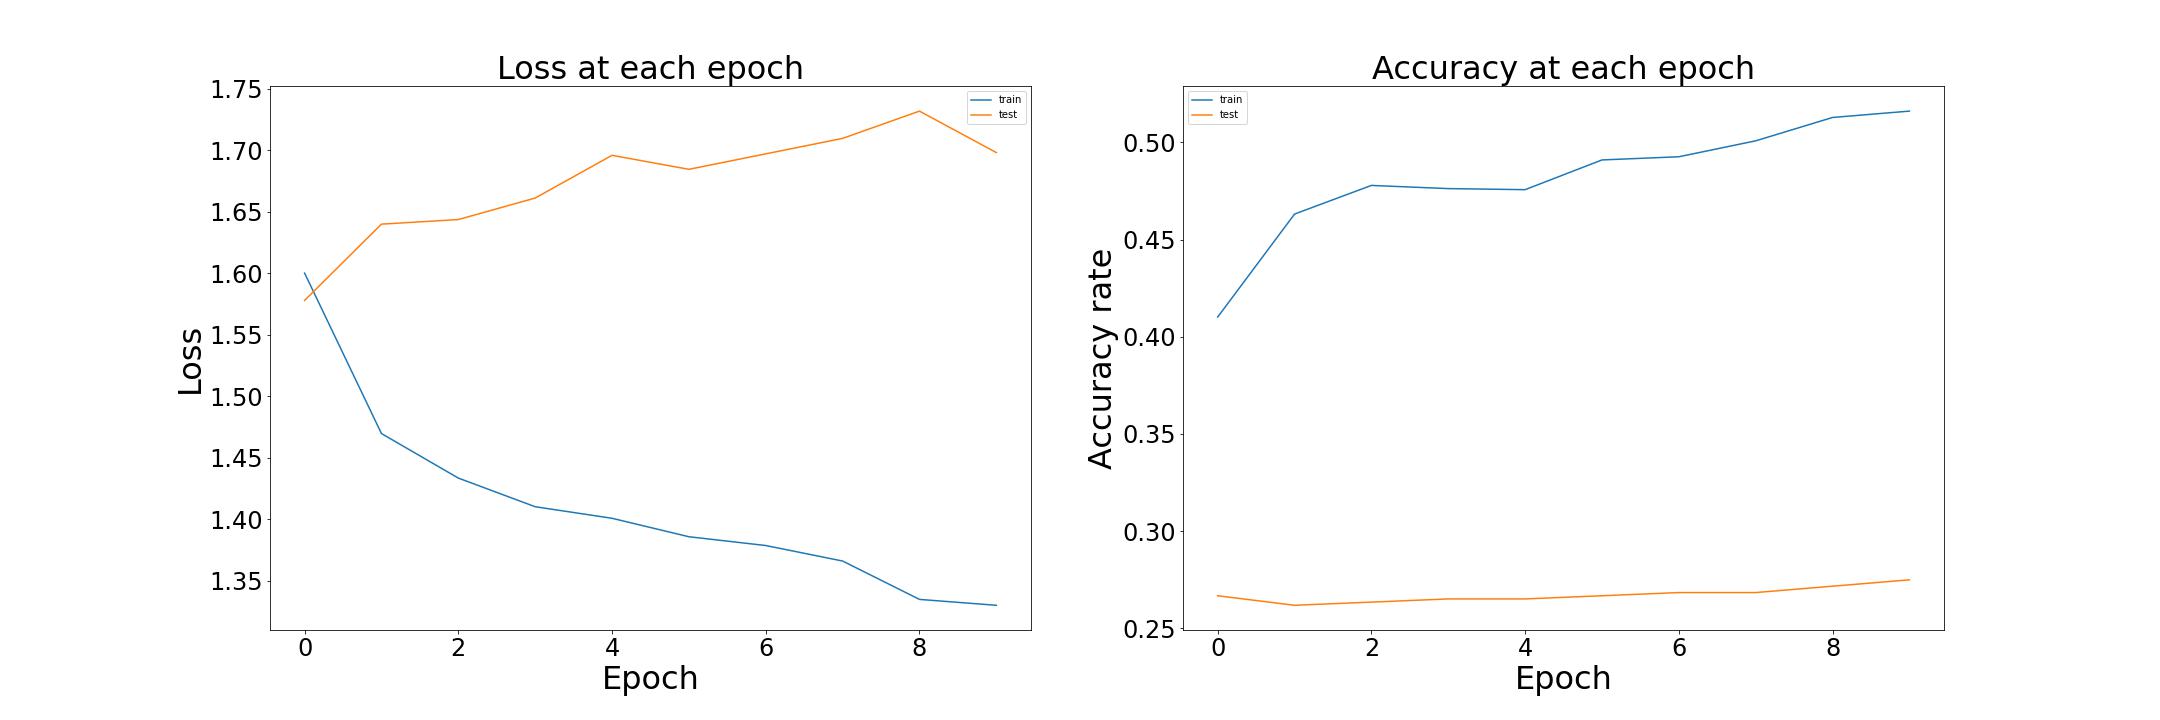 Loss at each epoch
1.75
1.70
1.65
1.60
1.55
1.50
1.45
1.40
1.35
Loss
train
test
0 2 4 6 8
Epoch
Accuracy at each epoch
0.50
0.45
0.40
0.35
0.30
0.25
Accuracy rate
train
test
0 2 4 6 8
Epoch